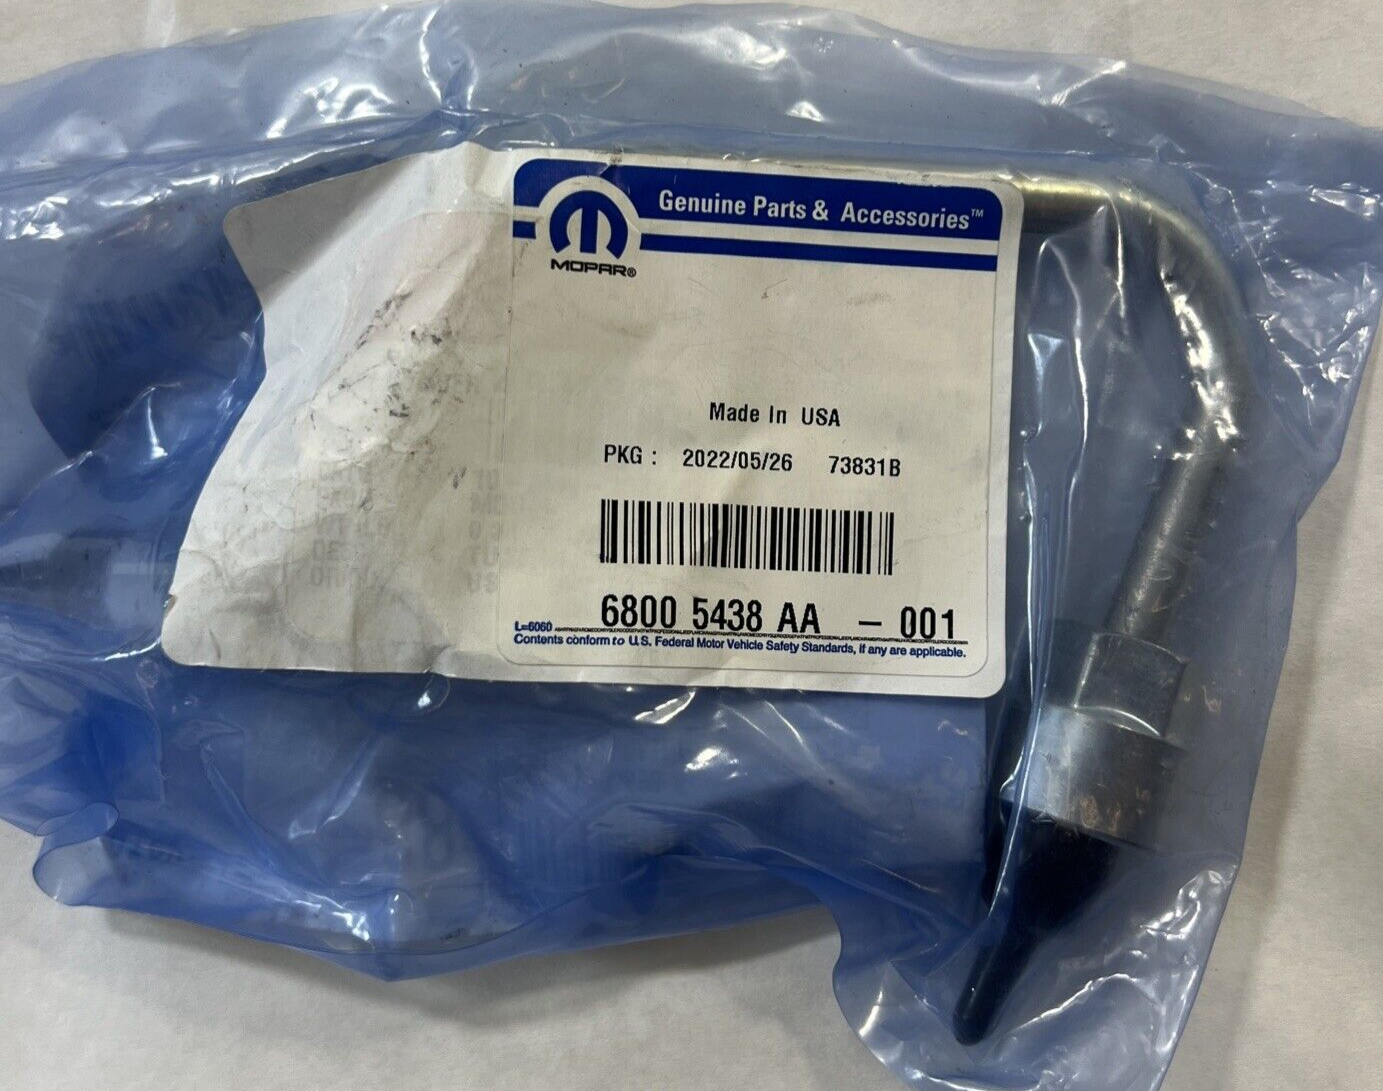 Genuine Parts & Accessories™
MOPAR®
Made In USA
PKG : 2022/05/26 73831B
6800 5438 AA - 001
L=6060
Contents conform to U.S. Federal Motor Vehicle Safety Standards, if any are applicable.